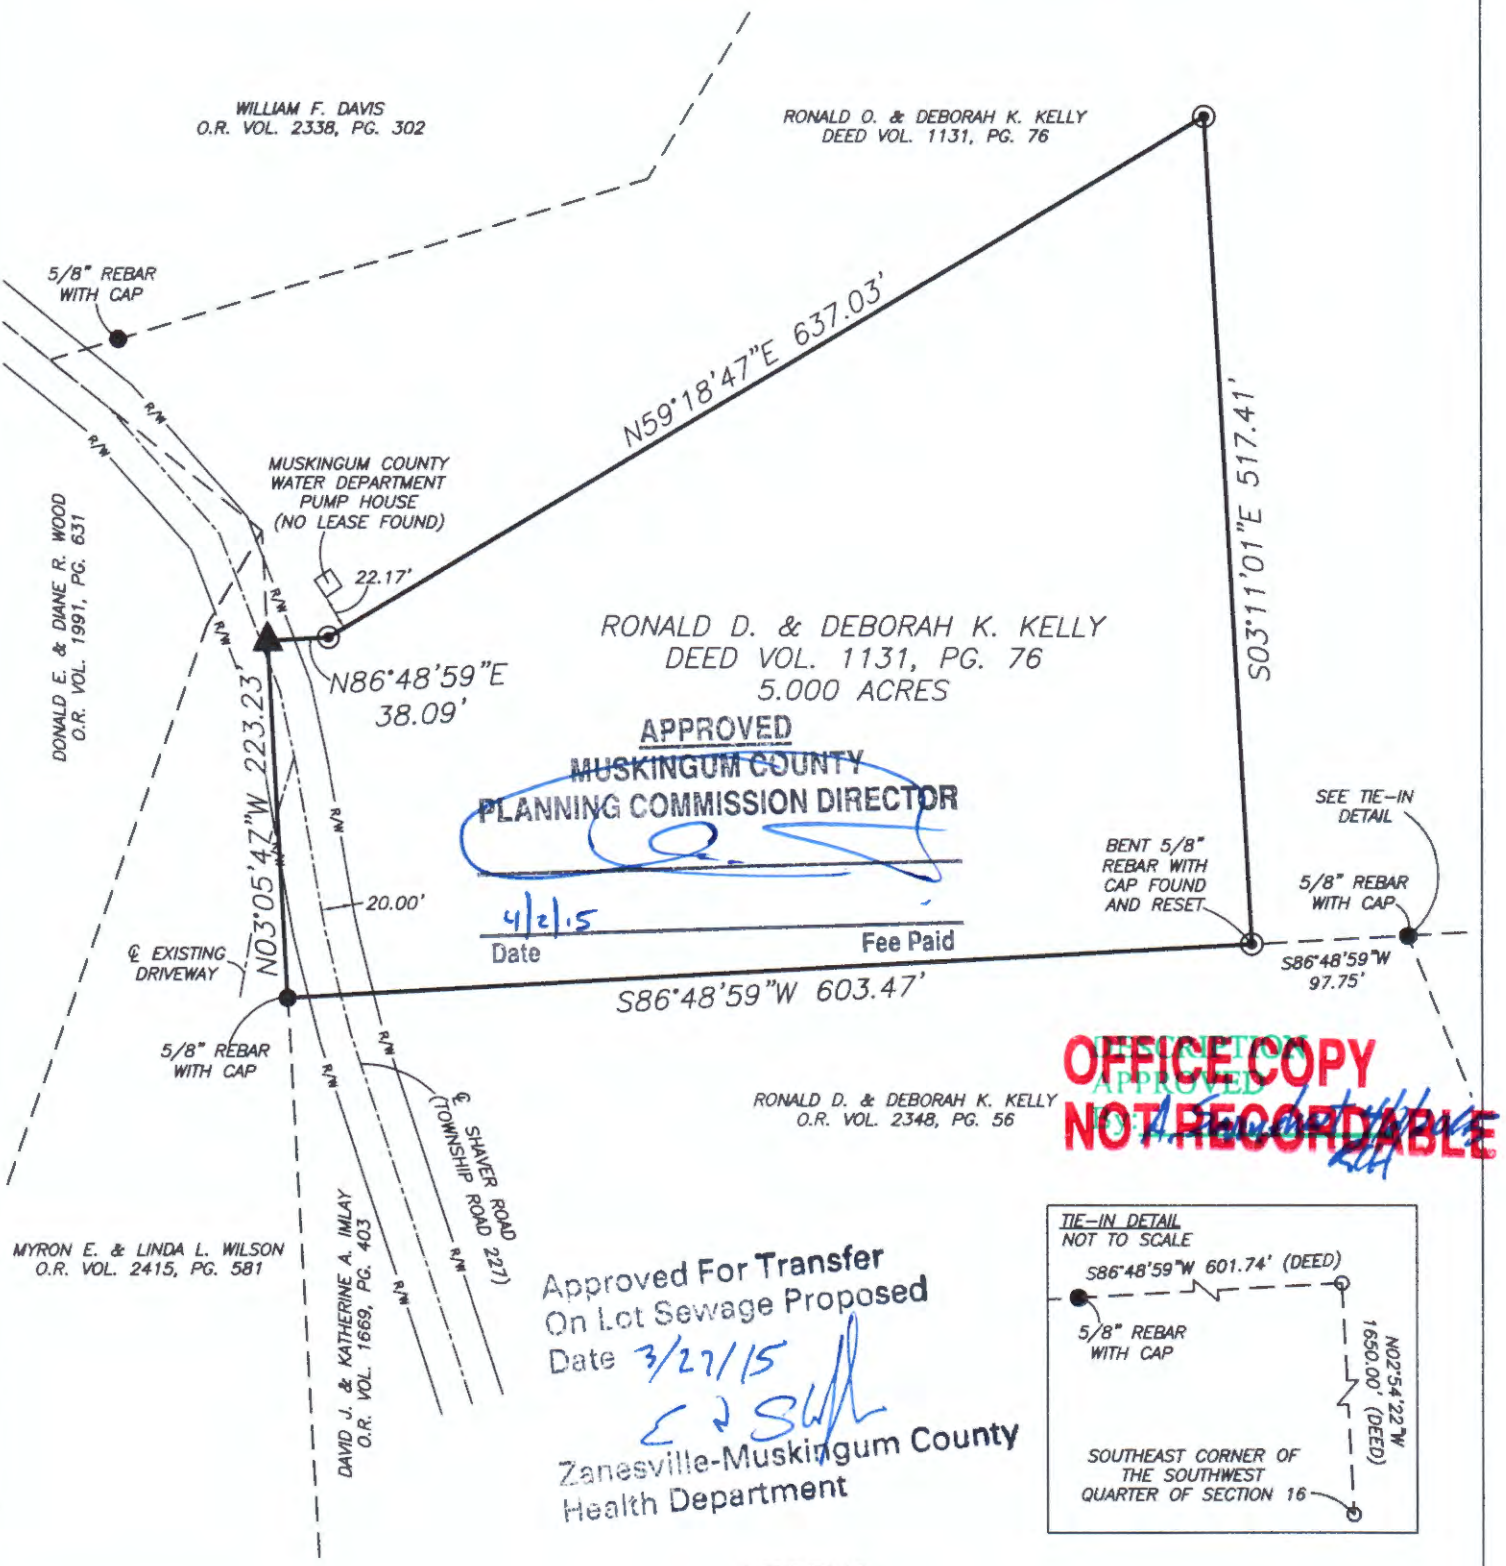 WILLIAM F. DAVIS
O.R. VOL. 2338, PG. 302
RONALD O. & DEBORAH K. KELLY
DEED VOL. 1131, PG. 76
5/8" REBAR
WITH CAP
N59°18'47"E 637.03'
R/W
R/W
MUSKINGUM COUNTY
WATER DEPARTMENT
PUMP HOUSE
(NO LEASE FOUND)
22.17'
S03°11'01"E 517.41'
DONALD E. & DIANE R. WOOD
O.R. VOL. 1991, PG. 631
R/W
R/W
RONALD D. & DEBORAH K. KELLY
DEED VOL. 1131, PG. 76
5.000 ACRES
N86°48'59"E
38.09'
N03°05'47"W 223.23'
APPROVED
MUSKINGUM COUNTY
PLANNING COMMISSION DIRECTOR
4/2/15
Date Fee Paid
R/W
R/W
20.00'
SEE TIE-IN
DETAIL
BENT 5/8"
REBAR WITH
CAP FOUND
AND RESET
5/8" REBAR
WITH CAP
℄ EXISTING
DRIVEWAY
S86°48'59"W
97.75'
S86°48'59"W 603.47'
5/8" REBAR
WITH CAP
R/W
R/W
℄ SHAVER ROAD
(TOWNSHIP ROAD 227)
RONALD D. & DEBORAH K. KELLY
O.R. VOL. 2348, PG. 56
DESCRIPTION
APPROVED
By:
OFFICE COPY
NOT RECORDABLE
MYRON E. & LINDA L. WILSON
O.R. VOL. 2415, PG. 581
DAVID J. & KATHERINE A. IMLAY
O.R. VOL. 1669, PG. 403
R/W
R/W
Approved For Transfer
On Lot Sewage Proposed
Date 3/27/15
Zanesville-Muskingum County
Health Department
TIE-IN DETAIL
NOT TO SCALE
S86°48'59"W 601.74' (DEED)
5/8" REBAR
WITH CAP
N02°54'22"W
1650.00' (DEED)
SOUTHEAST CORNER OF
THE SOUTHWEST
QUARTER OF SECTION 16